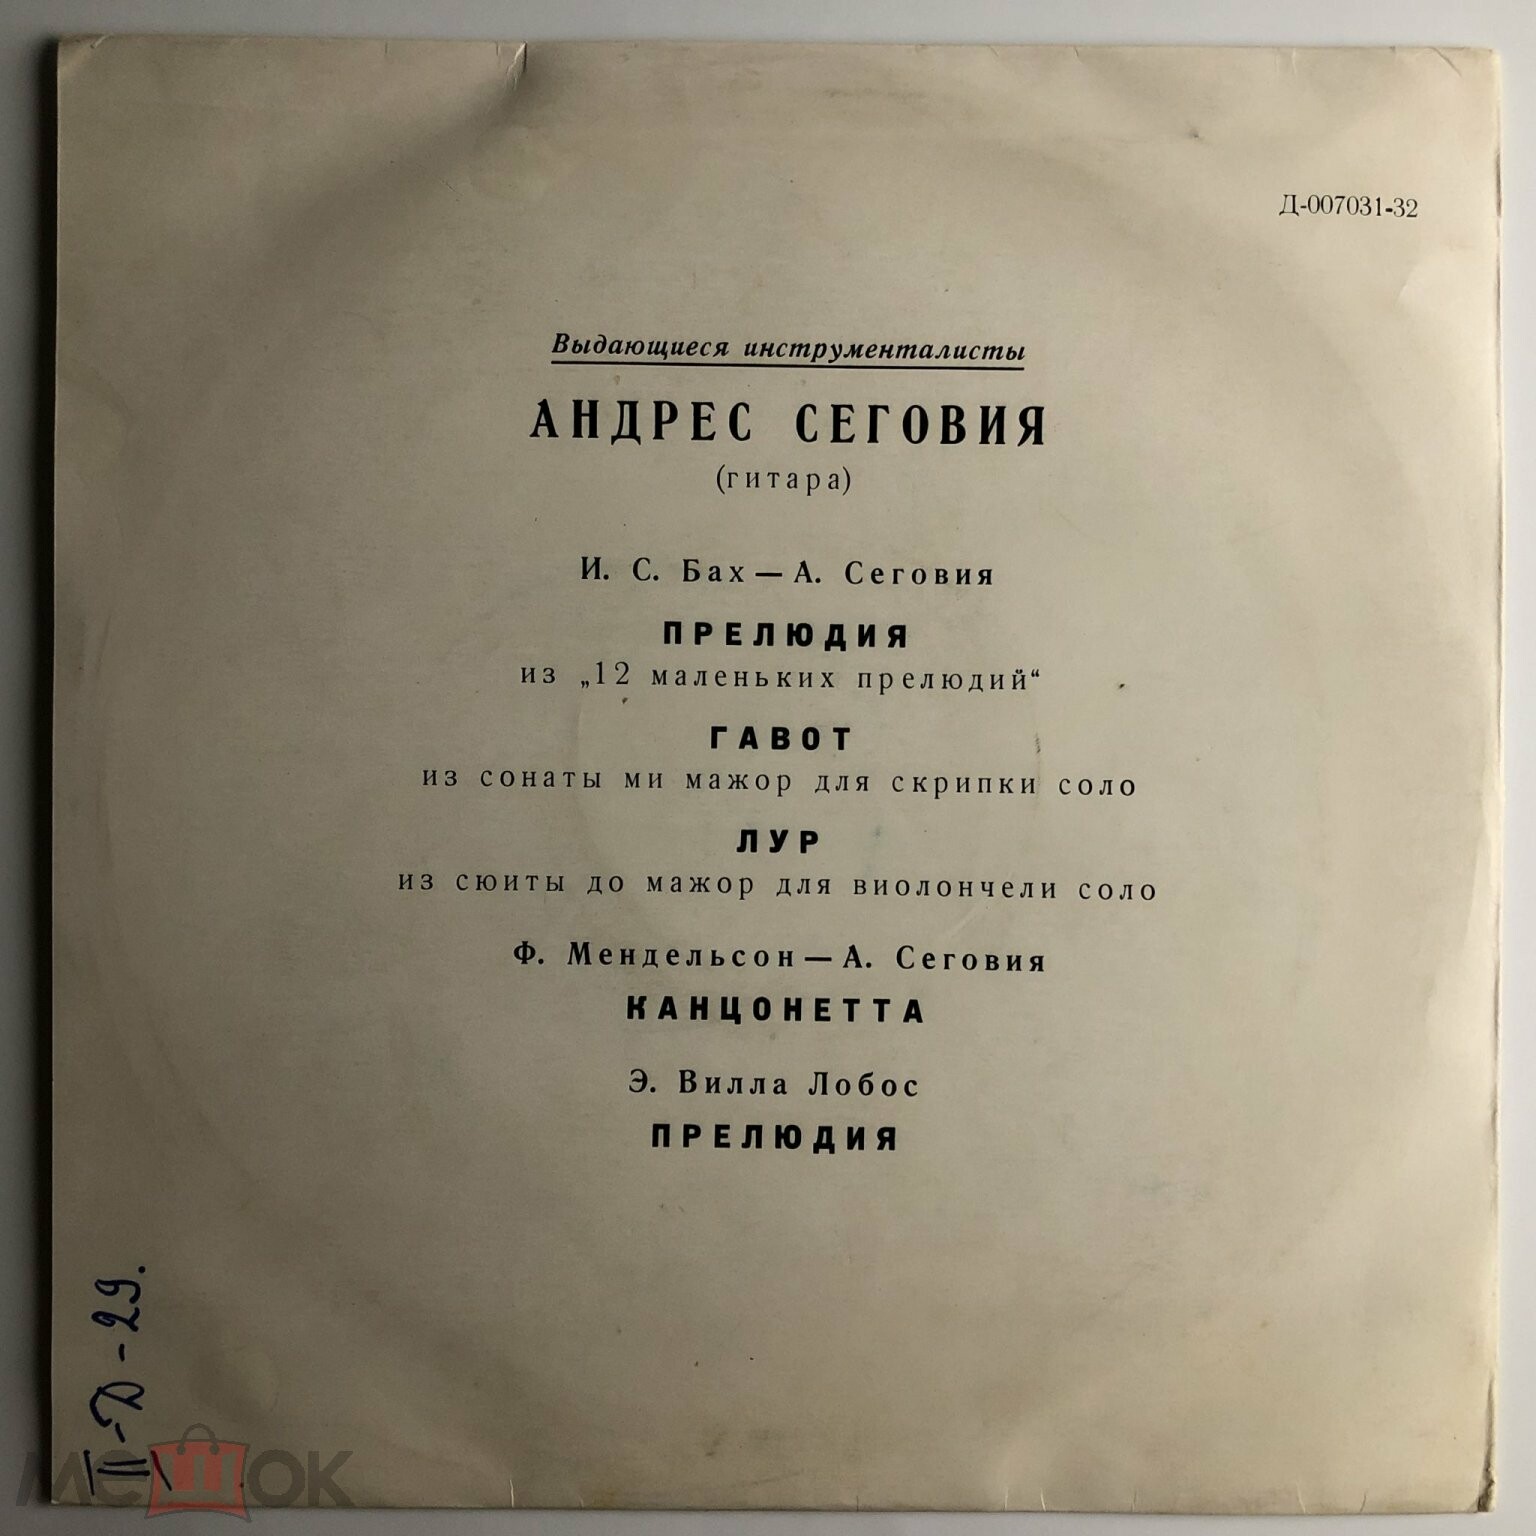 Д-007031-32
Выдающиеся инструменталисты
АНДРЕС СЕГОВИЯ
(гитара)
И. С. Бах — А. Сеговия
ПРЕЛЮДИЯ
из „12 маленьких прелюдий“
ГАВОТ
из сонаты ми мажор для скрипки соло
ЛУР
из сюиты до мажор для виолончели соло
Ф. Мендельсон — А. Сеговия
КАНЦОНЕТТА
Э. Вилла Лобос
ПРЕЛЮДИЯ
-D-29.
мешок